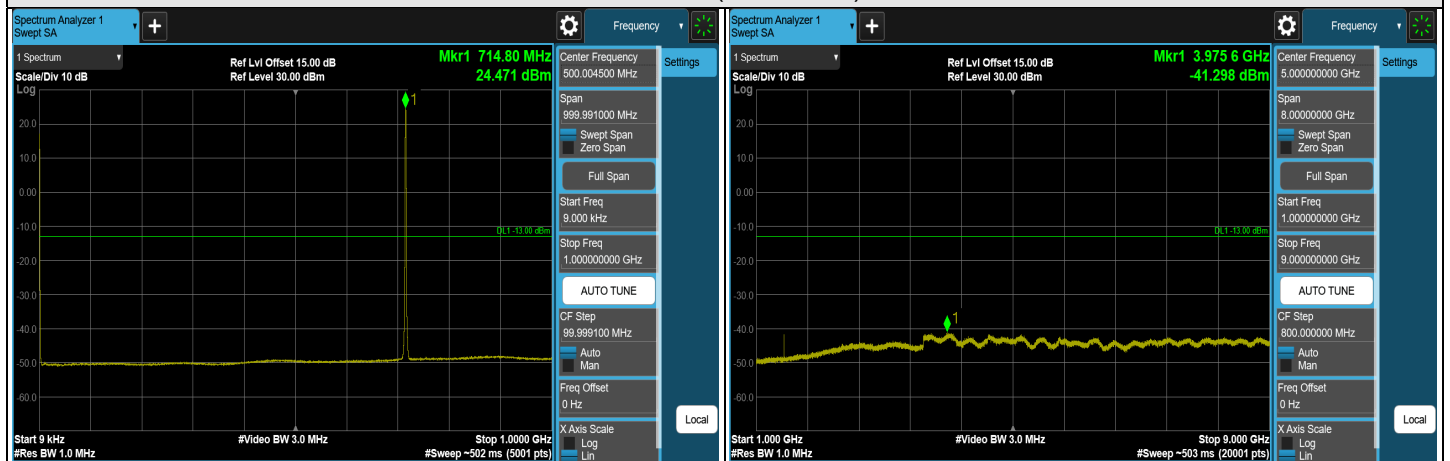 Spectrum Analyzer 1
Swept SA
+
Frequency
1 Spectrum
Scale/Div 10 dB
Ref Lvl Offset 15.00 dB
Ref Level 30.00 dBm
Mkr1 714.80 MHz
24.471 dBm
Log
20.0
10.0
0.00
-10.0
-20.0
-30.0
-40.0
-50.0
-60.0
1
DL1 -13.00 dBm
Start 9 kHz
#Res BW 1.0 MHz
#Video BW 3.0 MHz
Stop 1.0000 GHz
#Sweep ~502 ms (5001 pts)
Center Frequency
500.004500 MHz
Span
999.991000 MHz
Swept Span
Zero Span
Full Span
Start Freq
9.000 kHz
Stop Freq
1.000000000 GHz
AUTO TUNE
CF Step
99.999100 MHz
Auto
Man
Freq Offset
0 Hz
X Axis Scale
Log
Lin
Settings
Local
Spectrum Analyzer 1
Swept SA
+
Frequency
1 Spectrum
Scale/Div 10 dB
Ref Lvl Offset 15.00 dB
Ref Level 30.00 dBm
Mkr1 3.975 6 GHz
-41.298 dBm
Log
20.0
10.0
0.00
-10.0
-20.0
-30.0
-40.0
-50.0
-60.0
1
DL1 -13.00 dBm
Start 1.000 GHz
#Res BW 1.0 MHz
#Video BW 3.0 MHz
Stop 9.000 GHz
#Sweep ~503 ms (20001 pts)
Center Frequency
5.000000000 GHz
Span
8.00000000 GHz
Swept Span
Zero Span
Full Span
Start Freq
1.000000000 GHz
Stop Freq
9.000000000 GHz
AUTO TUNE
CF Step
800.000000 MHz
Auto
Man
Freq Offset
0 Hz
X Axis Scale
Log
Lin
Settings
Local